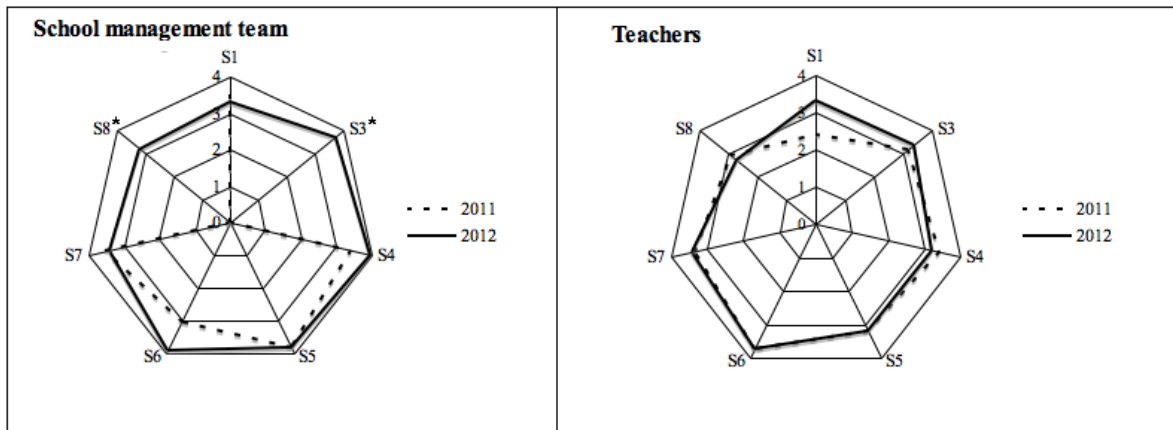 School management team
S1
4
3
2
1
0
S3*
S4
S5
S6
S7
S8*
2011
2012
Teachers
S1
4
3
2
1
0
S3
S4
S5
S6
S7
S8
2011
2012